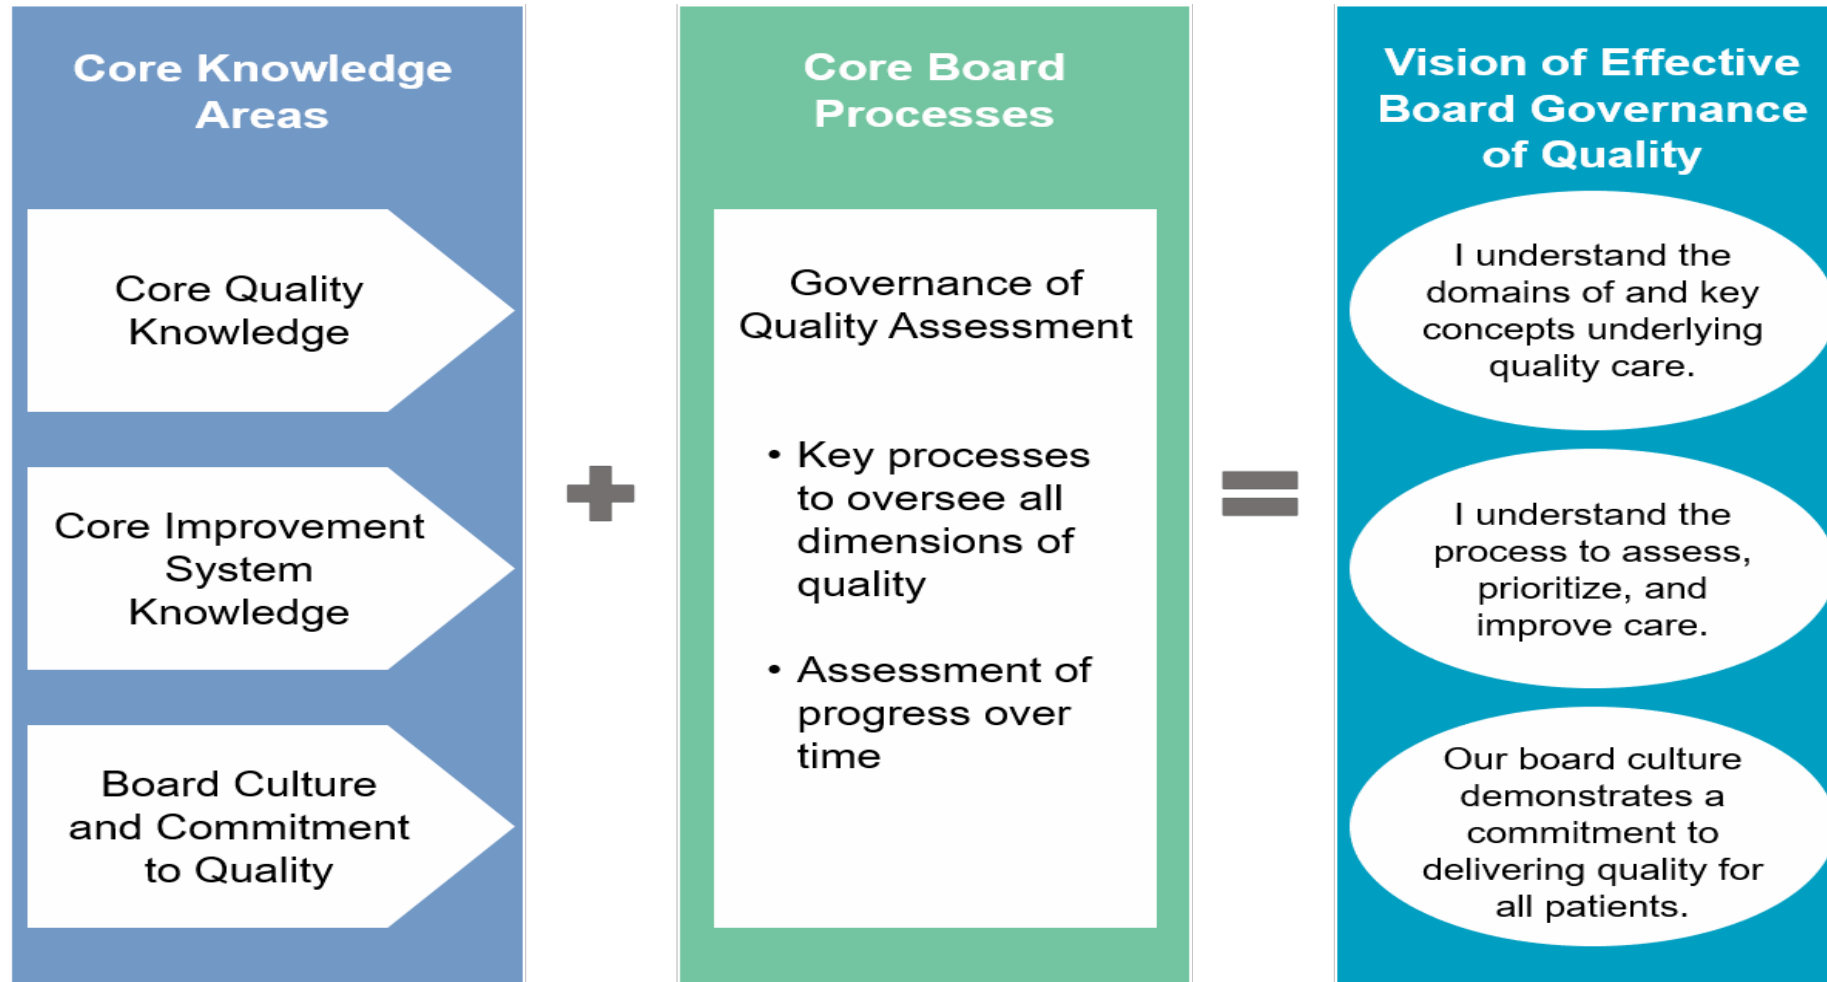 Core Knowledge
Areas
Core Quality
Knowledge
Core Improvement
System
Knowledge
Board Culture
and Commitment
to Quality
Core Board
Processes
Governance of
Quality Assessment
• Key processes
to oversee all
dimensions of
quality
• Assessment of
progress over
time
Vision of Effective
Board Governance
of Quality
I understand the
domains of and key
concepts underlying
quality care.
I understand the
process to assess,
prioritize, and
improve care.
Our board culture
demonstrates a
commitment to
delivering quality for
all patients.